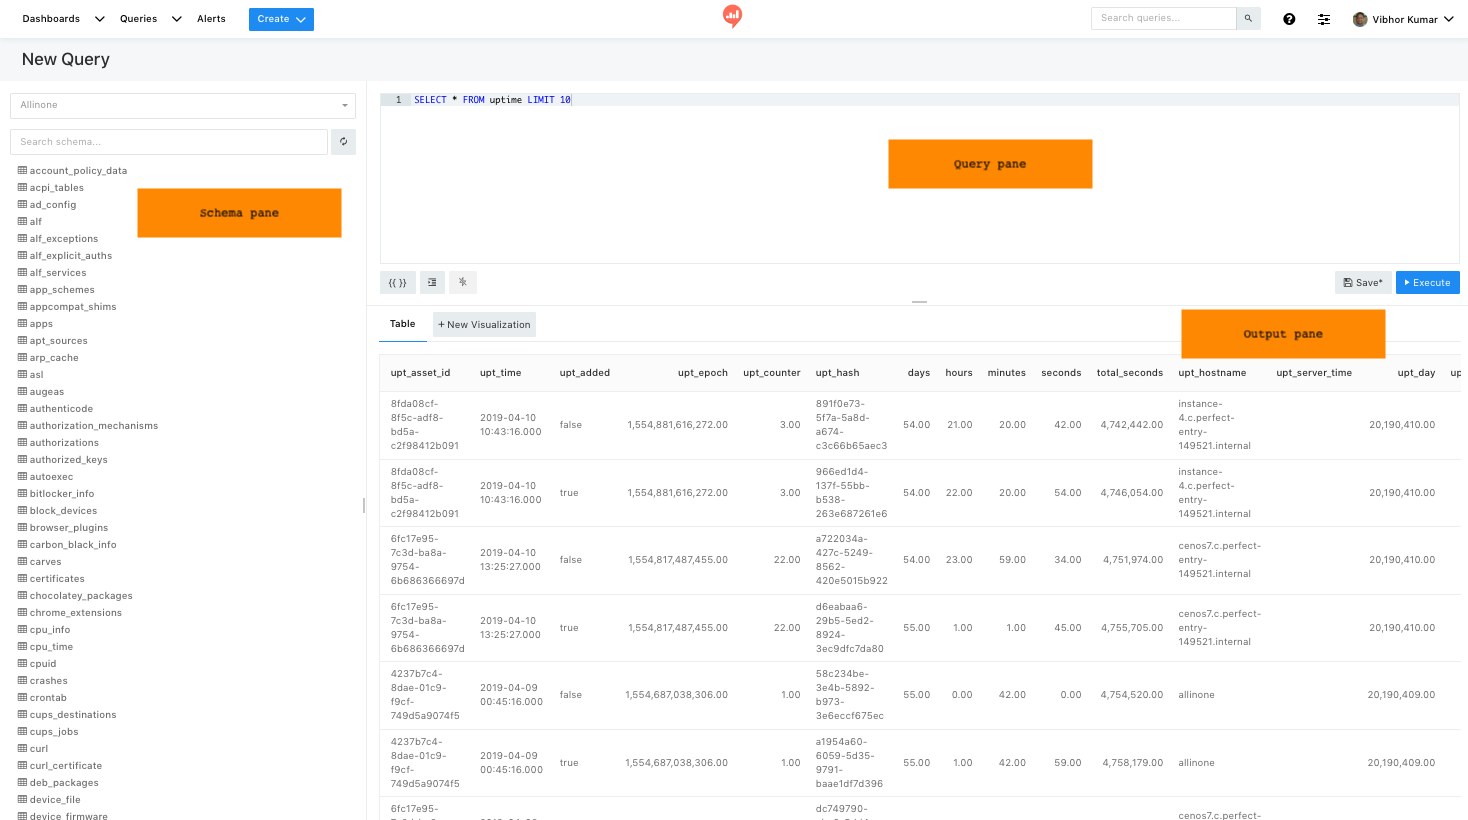 Dashboards Queries Alerts Create Search queries... Vibhor Kumar
New Query
Allinone
Search schema...
account_policy_data
acpi_tables
ad_config
alf
alf_exceptions
alf_explicit_auths
alf_services
app_schemes
appcompat_shims
apps
apt_sources
arp_cache
asl
augeas
authenticode
authorization_mechanisms
authorizations
authorized_keys
autoexec
bitlocker_info
block_devices
browser_plugins
carbon_black_info
carves
certificates
chocolatey_packages
chrome_extensions
cpu_info
cpu_time
cpuid
crashes
crontab
cups_destinations
cups_jobs
curl
curl_certificate
deb_packages
device_file
device_firmware
Schema pane
1 SELECT * FROM uptime LIMIT 10
Query pane
{{ }} Save* Execute
Table + New Visualization
Output pane
upt_asset_id upt_time upt_added upt_epoch upt_counter upt_hash days hours minutes seconds total_seconds upt_hostname upt_server_time upt_day up
8fda08cf- 891f0e73- instance-
8f5c-adf8- 2019-04-10 5f7a-5a8d- 4.c.perfect-
false 1,554,881,616,272.00 3.00 54.00 21.00 20.00 42.00 4,742,442.00 20,190,410.00
bd5a- 10:43:16.000 a674- entry-
c2f98412b091 c3c66b65aec3 149521.internal
8fda08cf- 966ed1d4- instance-
8f5c-adf8- 2019-04-10 137f-55bb- 4.c.perfect-
true 1,554,881,616,272.00 3.00 54.00 22.00 20.00 54.00 4,746,054.00 20,190,410.00
bd5a- 10:43:16.000 b538- entry-
c2f98412b091 263e687261e6 149521.internal
6fc17e95- a722034a-
7c3d-ba8a- 2019-04-10 427c-5249- cenos7.c.perfect-
false 1,554,817,487,455.00 22.00 54.00 23.00 59.00 34.00 4,751,974.00 entry- 20,190,410.00
9754- 13:25:27.000 8562- 149521.internal
6b686366697d 420e5015b922
6fc17e95- d6eabaa6-
7c3d-ba8a- 2019-04-10 29b5-5ed2- cenos7.c.perfect-
true 1,554,817,487,455.00 22.00 55.00 1.00 1.00 45.00 4,755,705.00 entry- 20,190,410.00
9754- 13:25:27.000 8924- 149521.internal
6b686366697d 3ec9dfc7da80
4237b7c4- 58c234be-
8dae-01c9- 2019-04-09 3e4b-5892-
false 1,554,687,038,306.00 1.00 55.00 0.00 42.00 0.00 4,754,520.00 allinone 20,190,409.00
f9cf- 00:45:16.000 b973-
749d5a9074f5 3e6eccf675ec
4237b7c4- a1954a60-
8dae-01c9- 2019-04-09 6059-5d35-
true 1,554,687,038,306.00 1.00 55.00 1.00 42.00 59.00 4,758,179.00 allinone 20,190,409.00
f9cf- 00:45:16.000 9791-
749d5a9074f5 baae1df7d396
6fc17e95- dc749790-
cenos7.c.perfect-